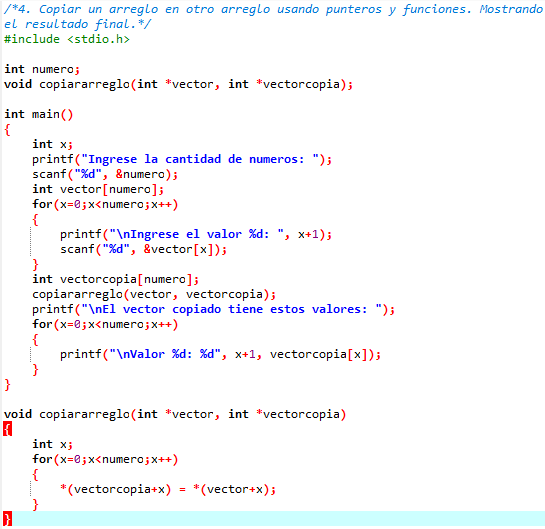 /*4. Copiar un arreglo en otro arreglo usando punteros y funciones. Mostrando
el resultado final.*/
#include <stdio.h>
int numero;
void copiararreglo(int *vector, int *vectorcopia);
int main()
{
int x;
printf("Ingrese la cantidad de numeros: ");
scanf("%d", &numero);
int vector[numero];
for(x=0;x<numero;x++)
{
printf("\nIngrese el valor %d: ", x+1);
scanf("%d", &vector[x]);
}
int vectorcopia[numero];
copiararreglo(vector, vectorcopia);
printf("\nEl vector copiado tiene estos valores: ");
for(x=0;x<numero;x++)
{
printf("\nValor %d: %d", x+1, vectorcopia[x]);
}
}
void copiararreglo(int *vector, int *vectorcopia)
{
int x;
for(x=0;x<numero;x++)
{
*(vectorcopia+x) = *(vector+x);
}
}